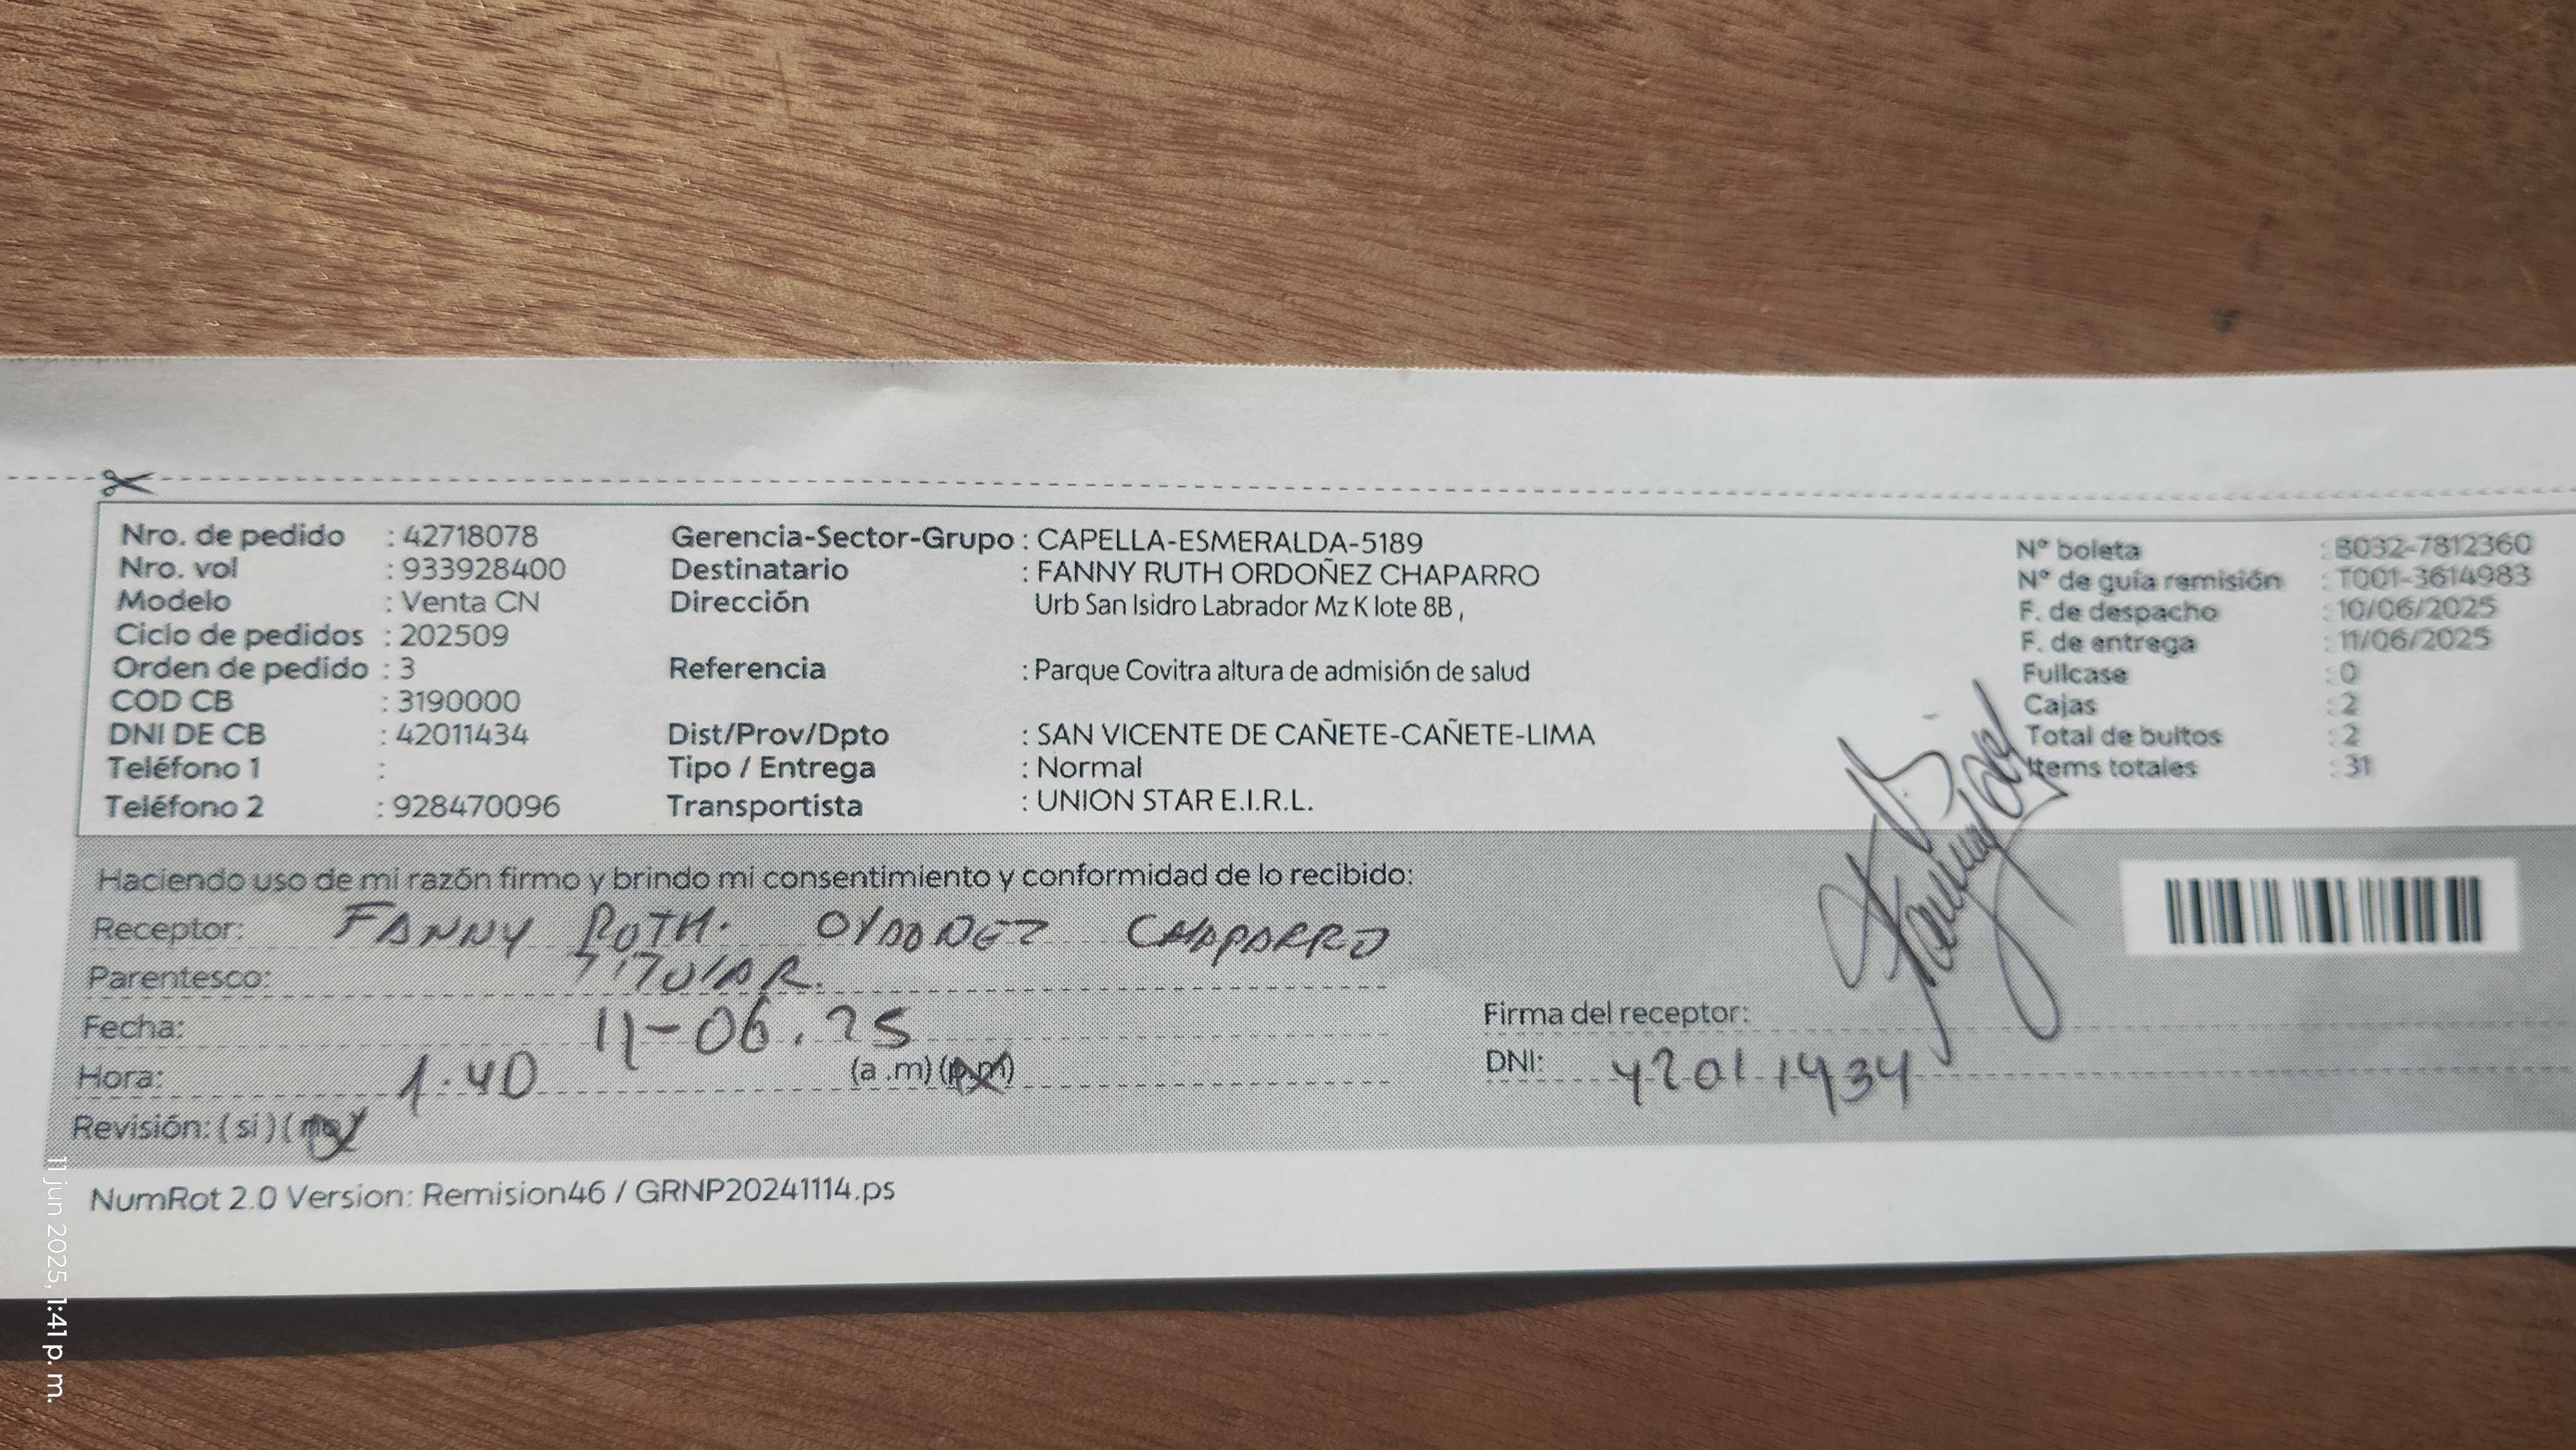 Nro. de pedido : 42718078
Nro. vol : 933928400
Modelo : Venta CN
Ciclo de pedidos : 202509
Orden de pedido : 3
COD CB : 3190000
DNI DE CB : 42011434
Teléfono 1 :
Teléfono 2 : 928470096
Gerencia-Sector-Grupo : CAPELLA-ESMERALDA-5189
Destinatario : FANNY RUTH ORDOÑEZ CHAPARRO
Dirección Urb San Isidro Labrador Mz K lote 8B ,
Referencia : Parque Covitra altura de admisión de salud
Dist/Prov/Dpto : SAN VICENTE DE CAÑETE-CAÑETE-LIMA
Tipo / Entrega : Normal
Transportista : UNION STAR E.I.R.L.
N° boleta : B032-7812360
N° de guía remisión : T001-3614983
F. de despacho : 10/06/2025
F. de entrega : 11/06/2025
Fullcase : 0
Cajas : 2
Total de bultos : 2
Items totales : 31
Haciendo uso de mi razón firmo y brindo mi consentimiento y conformidad de lo recibido:
Receptor: FANNY RUTH. ORDOÑEZ CHAPARRO
Parentesco: TITULAR.
Fecha: 11-06.25
Hora: 1.40 (a .m) (p.m)
Revisión: ( si ) ( no )
Firma del receptor:
DNI: 42011434
NumRot 2.0 Version: Remision46 / GRNP20241114.ps
11 jun 2025, 1:41 p. m.